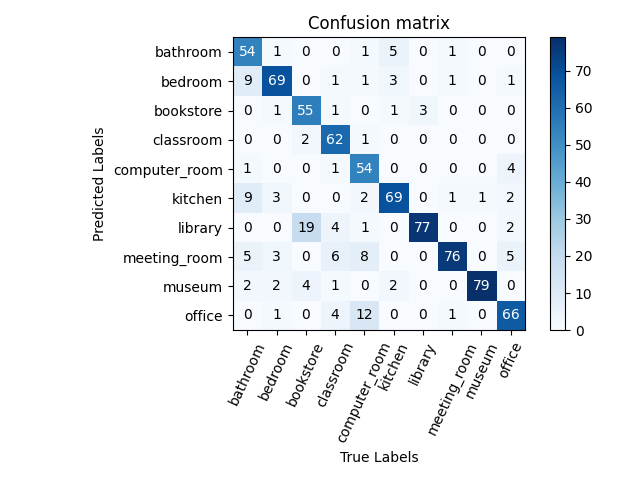 Confusion matrix
Predicted Labels
bathroom 54 1 0 0 1 5 0 1 0 0
bedroom 9 69 0 1 1 3 0 1 0 1
bookstore 0 1 55 1 0 1 3 0 0 0
classroom 0 0 2 62 1 0 0 0 0 0
computer_room 1 0 0 1 54 0 0 0 0 4
kitchen 9 3 0 0 2 69 0 1 1 2
library 0 0 19 4 1 0 77 0 0 2
meeting_room 5 3 0 6 8 0 0 76 0 5
museum 2 2 4 1 0 2 0 0 79 0
office 0 1 0 4 12 0 0 1 0 66
bathroom bedroom bookstore classroom computer_room kitchen library meeting_room museum office
True Labels
70
60
50
40
30
20
10
0